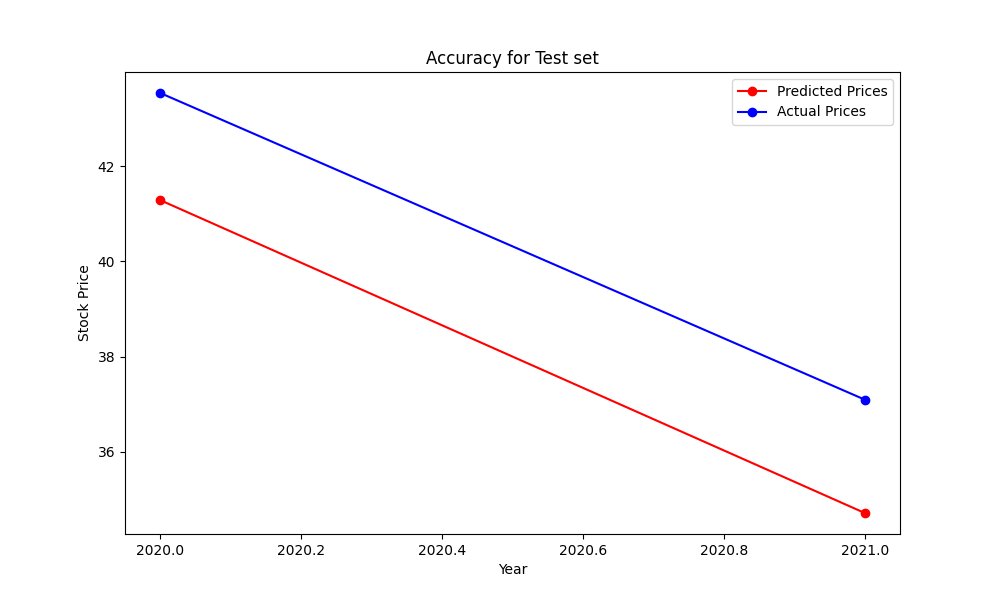 Accuracy for Test set
Predicted Prices
Actual Prices
Stock Price
42
40
38
36
2020.0 2020.2 2020.4 2020.6 2020.8 2021.0
Year